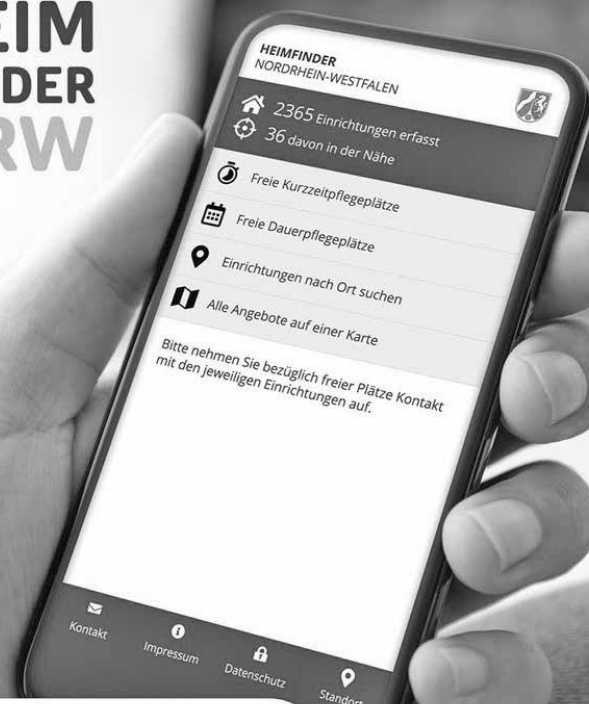 EIM
DER
RW
HEIMFINDER
NORDRHEIN-WESTFALEN
2365 Einrichtungen erfasst
36 davon in der Nähe
Freie Kurzzeitpflegeplätze
Freie Dauerpflegeplätze
Einrichtungen nach Ort suchen
Alle Angebote auf einer Karte
Bitte nehmen Sie bezüglich freier Plätze Kontakt
mit den jeweiligen Einrichtungen auf.
Kontakt
Impressum
Datenschutz
Standort